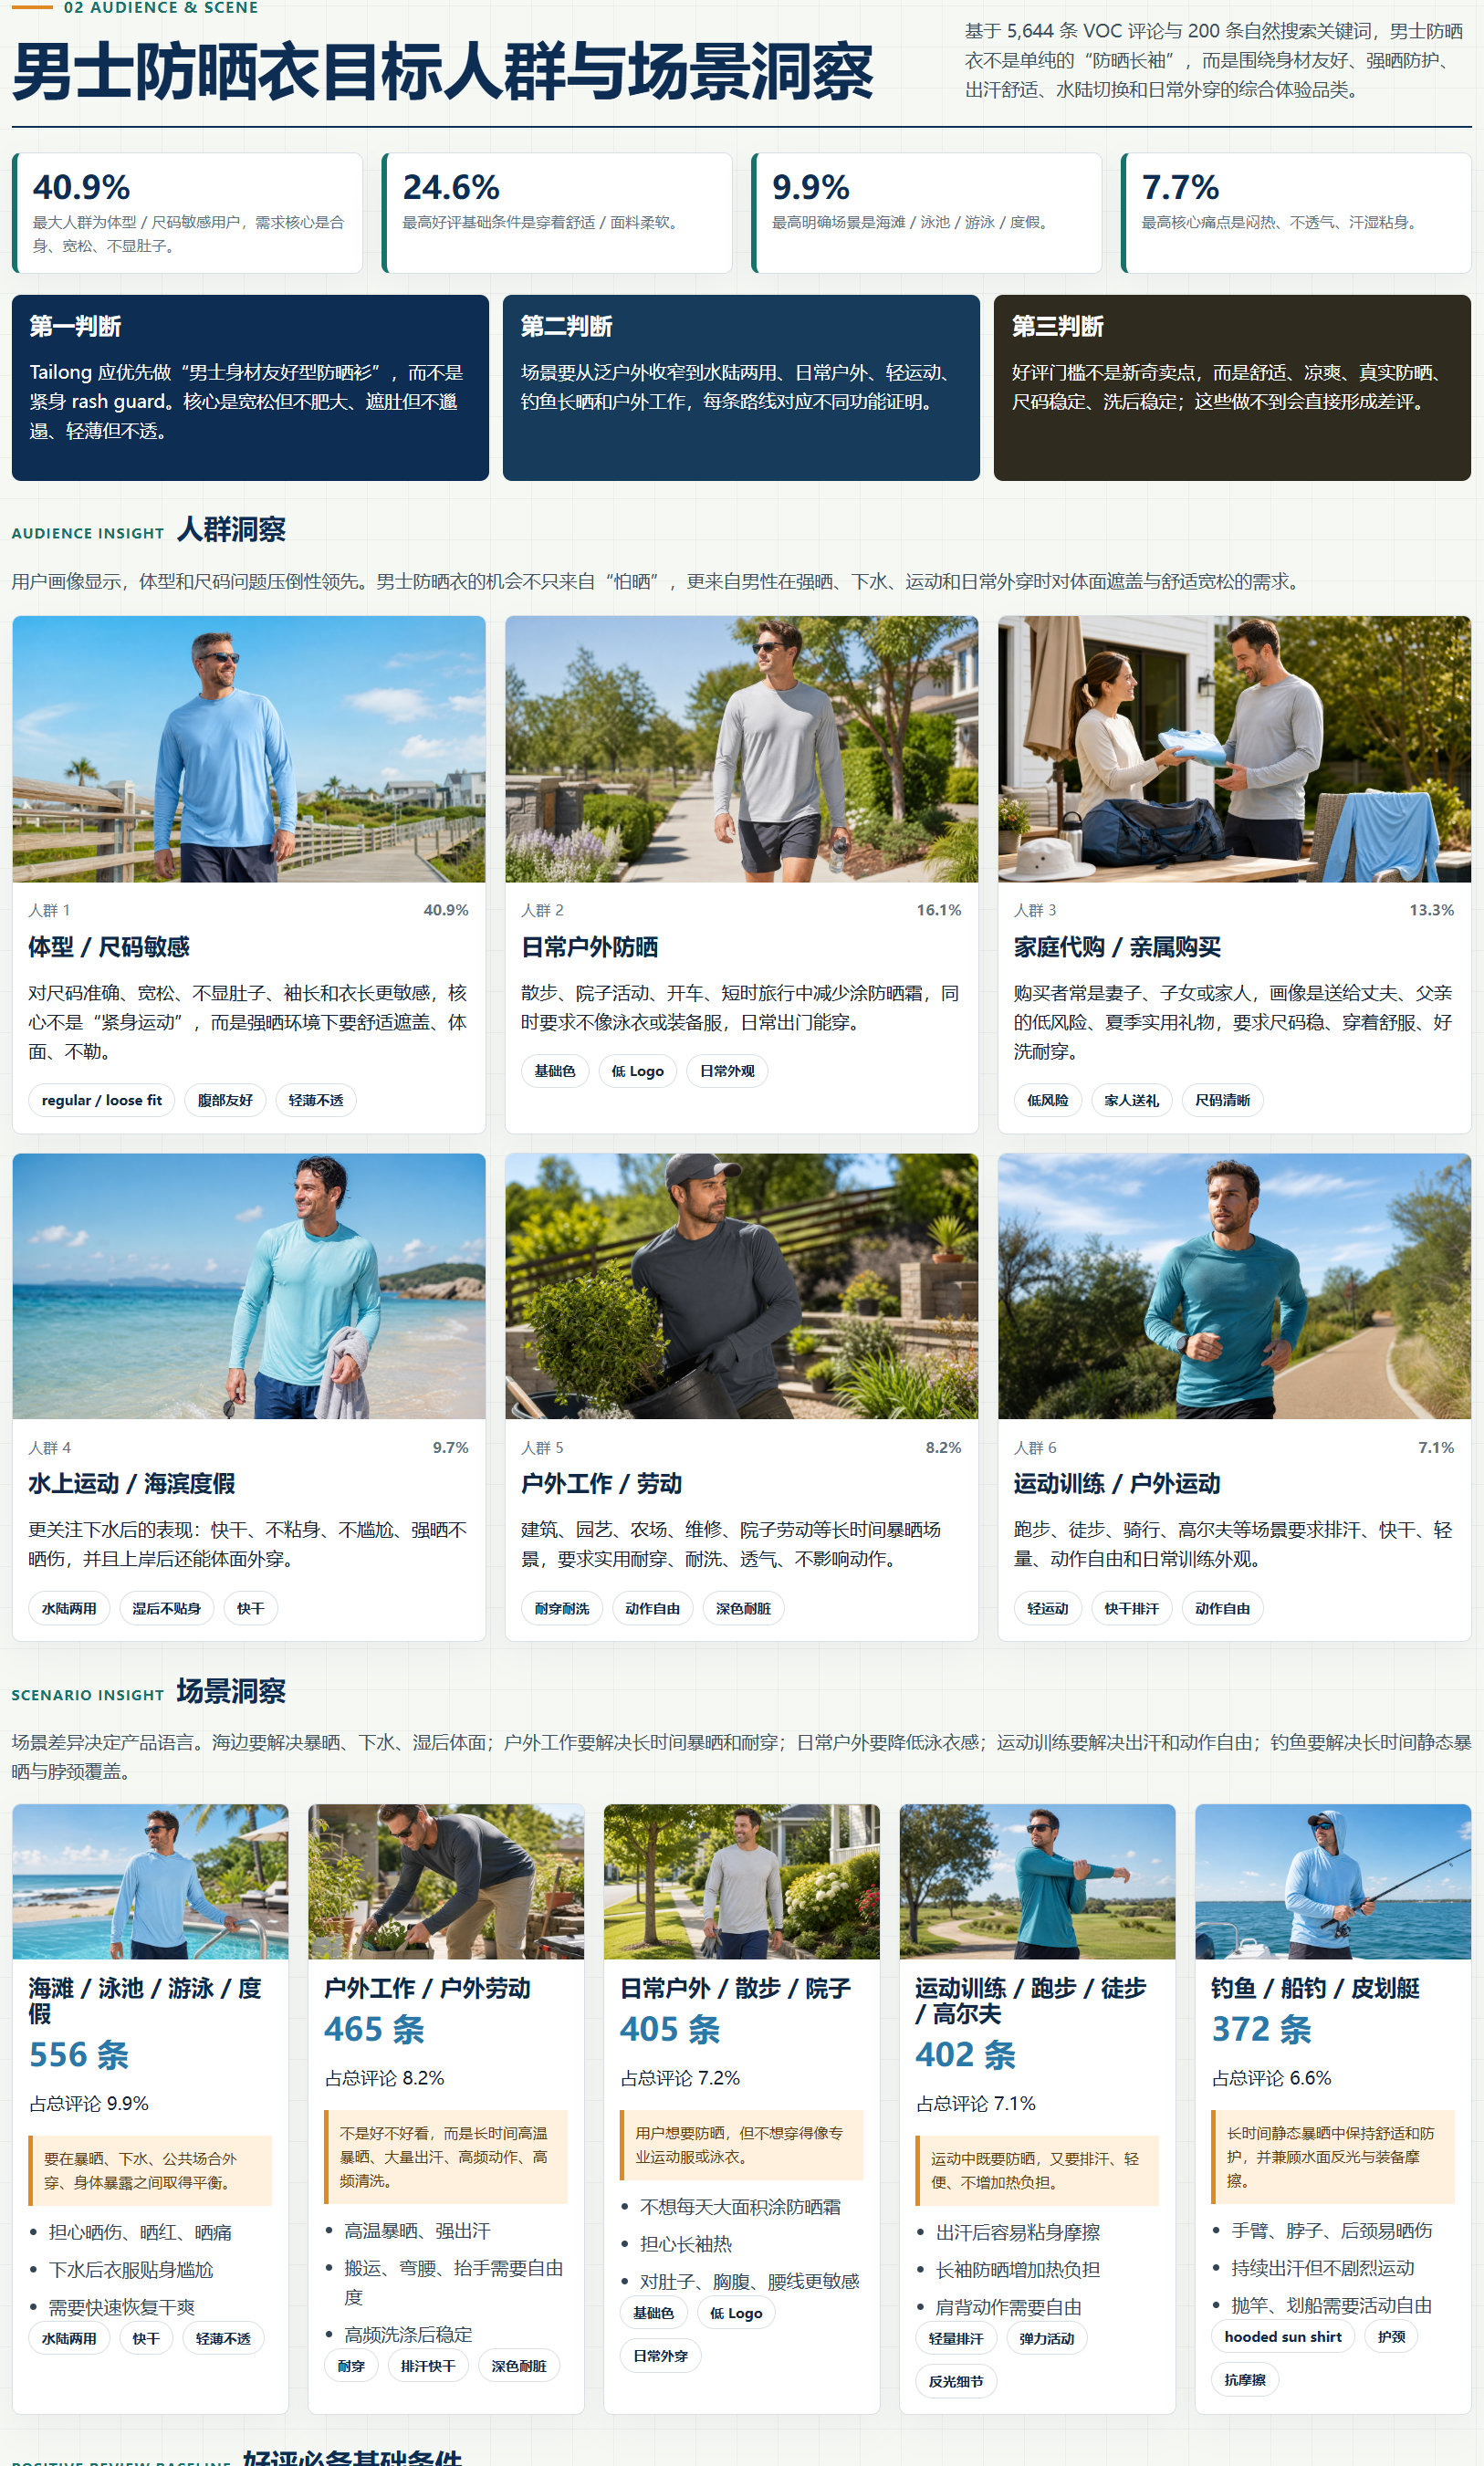 02 AUDIENCE & SCENE
男士防晒衣目标人群与场景洞察
基于 5,644 条 VOC 评论与 200 条自然搜索关键词，男士防晒
衣不是单纯的“防晒长袖”，而是围绕身材友好、强晒防护、
出汗舒适、水陆切换和日常外穿的综合体验品类。
40.9%
最大人群为体型 / 尺码敏感用户，需求核心是合
身、宽松、不显肚子。
24.6%
最高好评基础条件是穿着舒适 / 面料柔软。
9.9%
最高明确场景是海滩 / 泳池 / 游泳 / 度假。
7.7%
最高核心痛点是闷热、不透气、汗湿粘身。
第一判断
Tailong 应优先做“男士身材友好型防晒衫”，而不是
紧身 rash guard。核心是宽松但不肥大、遮肚但不邋
遢、轻薄但不透。
第二判断
场景要从泛户外收窄到水陆两用、日常户外、轻运动、
钓鱼长晒和户外工作，每条路线对应不同功能证明。
第三判断
好评门槛不是新奇卖点，而是舒适、凉爽、真实防晒、
尺码稳定、洗后稳定；这些做不到会直接形成差评。
AUDIENCE INSIGHT 人群洞察
用户画像显示，体型和尺码问题压倒性领先。男士防晒衣的机会不只来自“怕晒”，更来自男性在强晒、下水、运动和日常外穿时对体面遮盖与舒适宽松的需求。
人群 1 40.9%
体型 / 尺码敏感
对尺码准确、宽松、不显肚子、袖长和衣长更敏感，核
心不是“紧身运动”，而是强晒环境下要舒适遮盖、体
面、不勒。
regular / loose fit 腹部友好 轻薄不透
人群 2 16.1%
日常户外防晒
散步、院子活动、开车、短时旅行中减少涂防晒霜，同
时要求不像泳衣或装备服，日常出门能穿。
基础色 低 Logo 日常外观
人群 3 13.3%
家庭代购 / 亲属购买
购买者常是妻子、子女或家人，画像是送给丈夫、父亲
的低风险、夏季实用礼物，要求尺码稳、穿着舒服、好
洗耐穿。
低风险 家人送礼 尺码清晰
人群 4 9.7%
水上运动 / 海滨度假
更关注下水后的表现：快干、不粘身、不尴尬、强晒不
晒伤，并且上岸后还能体面外穿。
水陆两用 湿后不贴身 快干
人群 5 8.2%
户外工作 / 劳动
建筑、园艺、农场、维修、院子劳动等长时间暴晒场
景，要求实用耐穿、耐洗、透气、不影响动作。
耐穿耐洗 动作自由 深色耐脏
人群 6 7.1%
运动训练 / 户外运动
跑步、徒步、骑行、高尔夫等场景要求排汗、快干、轻
量、动作自由和日常训练外观。
轻运动 快干排汗 动作自由
SCENARIO INSIGHT 场景洞察
场景差异决定产品语言。海边要解决暴晒、下水、湿后体面；户外工作要解决长时间暴晒和耐穿；日常户外要降低泳衣感；运动训练要解决出汗和动作自由；钓鱼要解决长时间静态暴
晒与脖颈覆盖。
海滩 / 泳池 / 游泳 / 度
假
556 条
占总评论 9.9%
要在暴晒、下水、公共场合外
穿、身体暴露之间取得平衡。
• 担心晒伤、晒红、晒痛
• 下水后衣服贴身尴尬
• 需要快速恢复干爽
水陆两用 快干 轻薄不透
户外工作 / 户外劳动
465 条
占总评论 8.2%
不是好不好看，而是长时间高温
暴晒、大量出汗、高频动作、高
频清洗。
• 高温暴晒、强出汗
• 搬运、弯腰、抬手需要自由
度
• 高频洗涤后稳定
耐穿 排汗快干 深色耐脏
日常户外 / 散步 / 院子
405 条
占总评论 7.2%
用户想要防晒，但不想穿得像专
业运动服或泳衣。
• 不想每天大面积涂防晒霜
• 担心长袖热
• 对肚子、胸腹、腰线更敏感
基础色 低 Logo
日常外穿
运动训练 / 跑步 / 徒步
/ 高尔夫
402 条
占总评论 7.1%
运动中既要防晒，又要排汗、轻
便、不增加热负担。
• 出汗后容易粘身摩擦
• 长袖防晒增加热负担
• 肩背动作需要自由
轻量排汗 弹力活动
反光细节
钓鱼 / 船钓 / 皮划艇
372 条
占总评论 6.6%
长时间静态暴晒中保持舒适和防
护，并兼顾水面反光与装备摩
擦。
• 手臂、脖子、后颈易晒伤
• 持续出汗但不剧烈运动
• 抛竿、划船需要活动自由
hooded sun shirt 护颈
抗摩擦
POSITIVE REVIEW BASELINE 好评必备基础条件